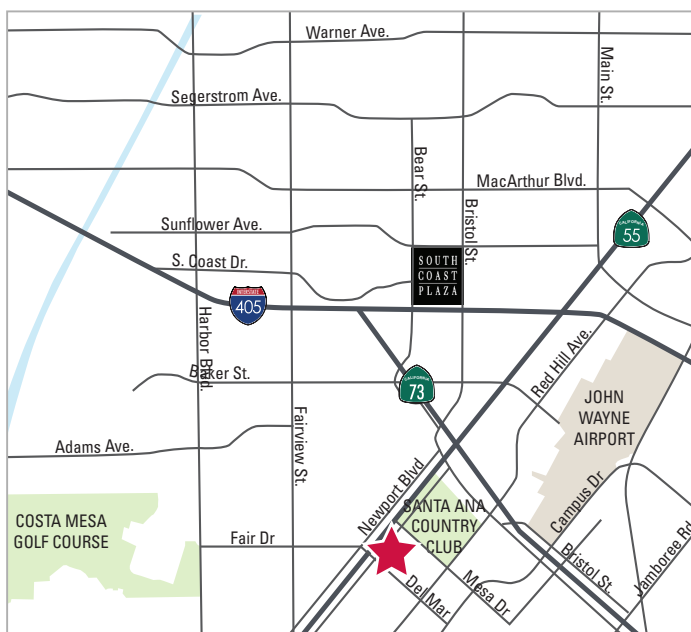 Warner Ave.
Main St.
Segerstrom Ave.
Bear St.
MacArthur Blvd.
Bristol St.
Sunflower Ave.
CALIFORNIA
55
S. Coast Dr.
SOUTH
COAST
PLAZA
INTERSTATE
405
Harbor Blvd.
Red Hill Ave.
Baker St.
CALIFORNIA
73
JOHN
WAYNE
AIRPORT
Fairview St.
Adams Ave.
Newport Blvd
Campus Dr
SANTA ANA
COUNTRY
CLUB
COSTA MESA
GOLF COURSE
Fair Dr
Bristol St.
Jamboree Rd
Del Mar
Mesa Dr